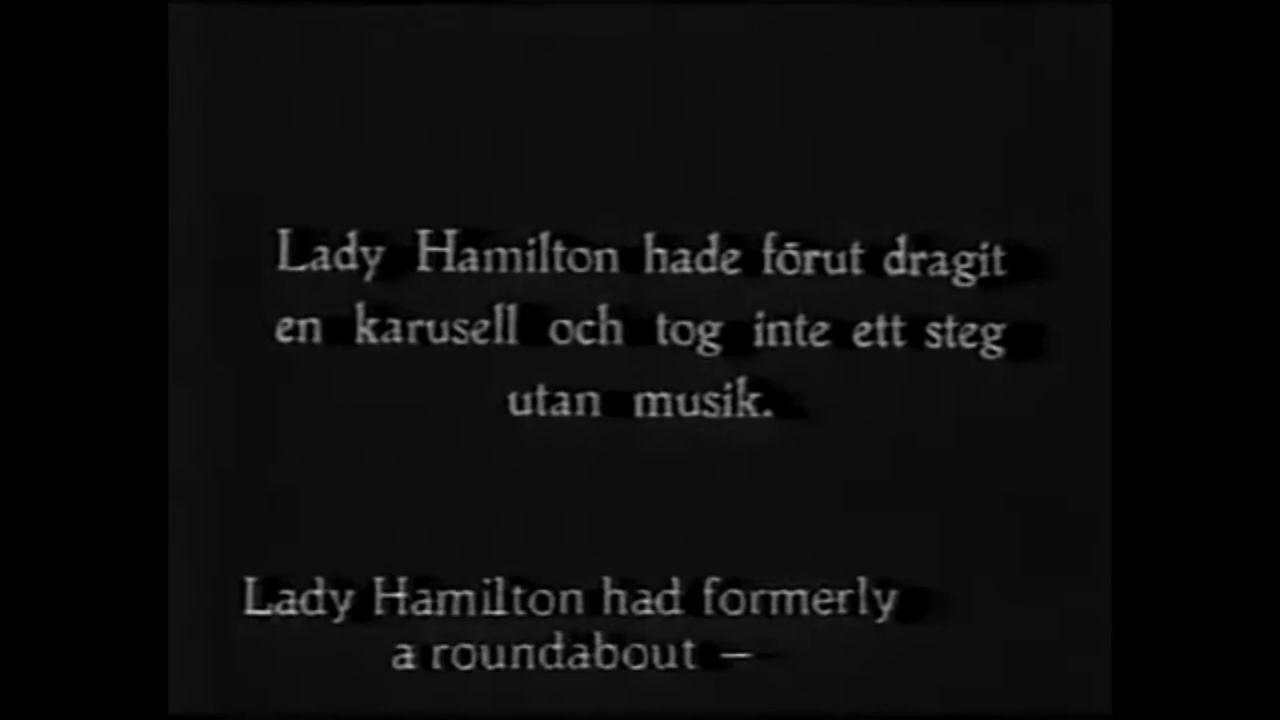 Lady Hamilton hade förut dragit
en karusell och tog inte ett steg
utan musik.
Lady Hamilton had formerly
a roundabout –